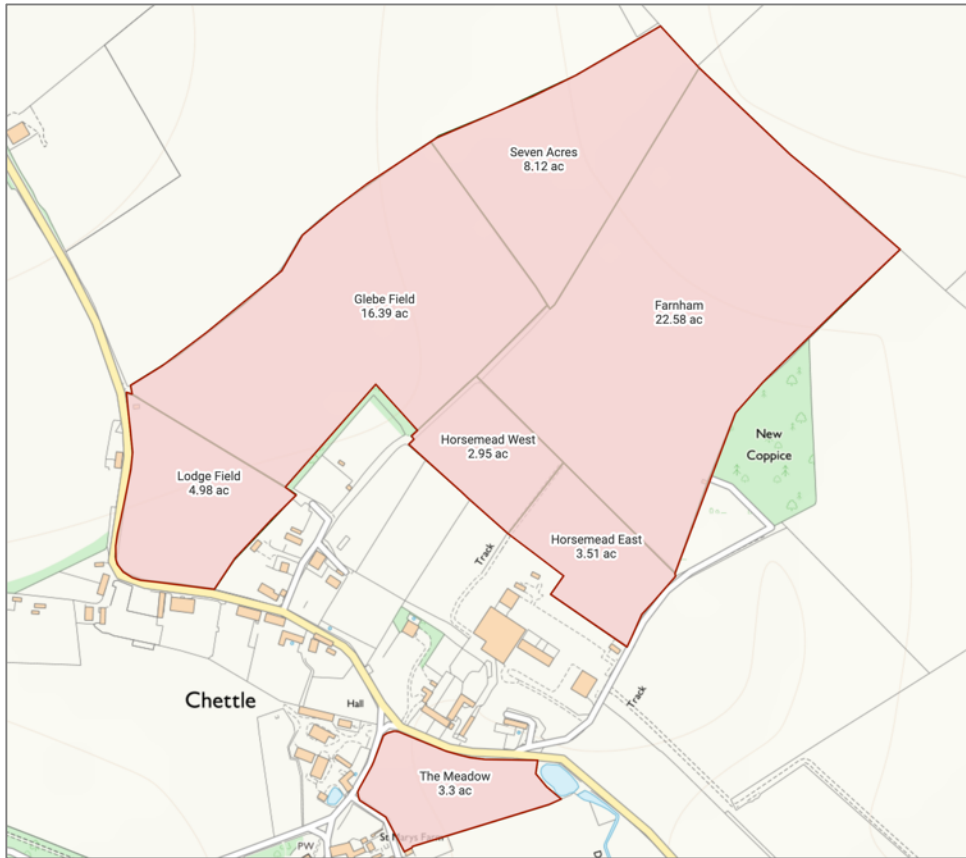 Seven Acres
8.12 ac
Glebe Field
16.39 ac
Farnham
22.58 ac
New
Coppice
Horsemead West
2.95 ac
Lodge Field
4.98 ac
Horsemead East
3.51 ac
Track
Chettle
Hall
Track
The Meadow
3.3 ac
St Marys Farm
PW
D